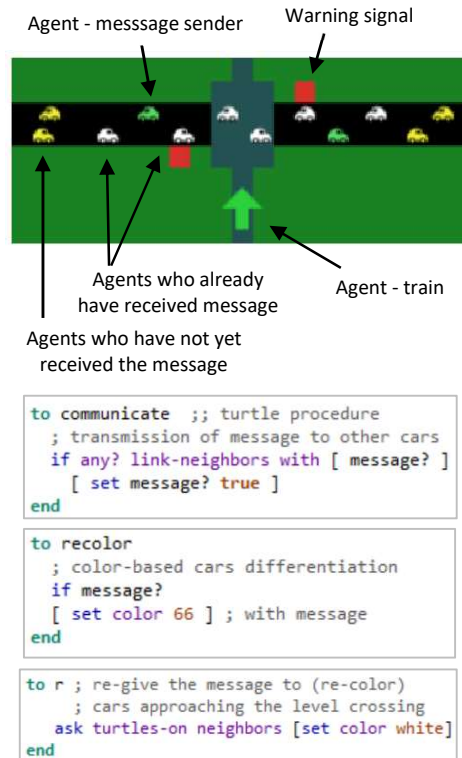 Agent - messsage sender
Warning signal
Agents who already
have received message
Agent - train
Agents who have not yet
received the message
to communicate ;; turtle procedure
; transmission of message to other cars
if any? link-neighbors with [ message? ]
[ set message? true ]
end
to recolor
; color-based cars differentiation
if message?
[ set color 66 ] ; with message
end
to r ; re-give the message to (re-color)
; cars approaching the level crossing
ask turtles-on neighbors [set color white]
end